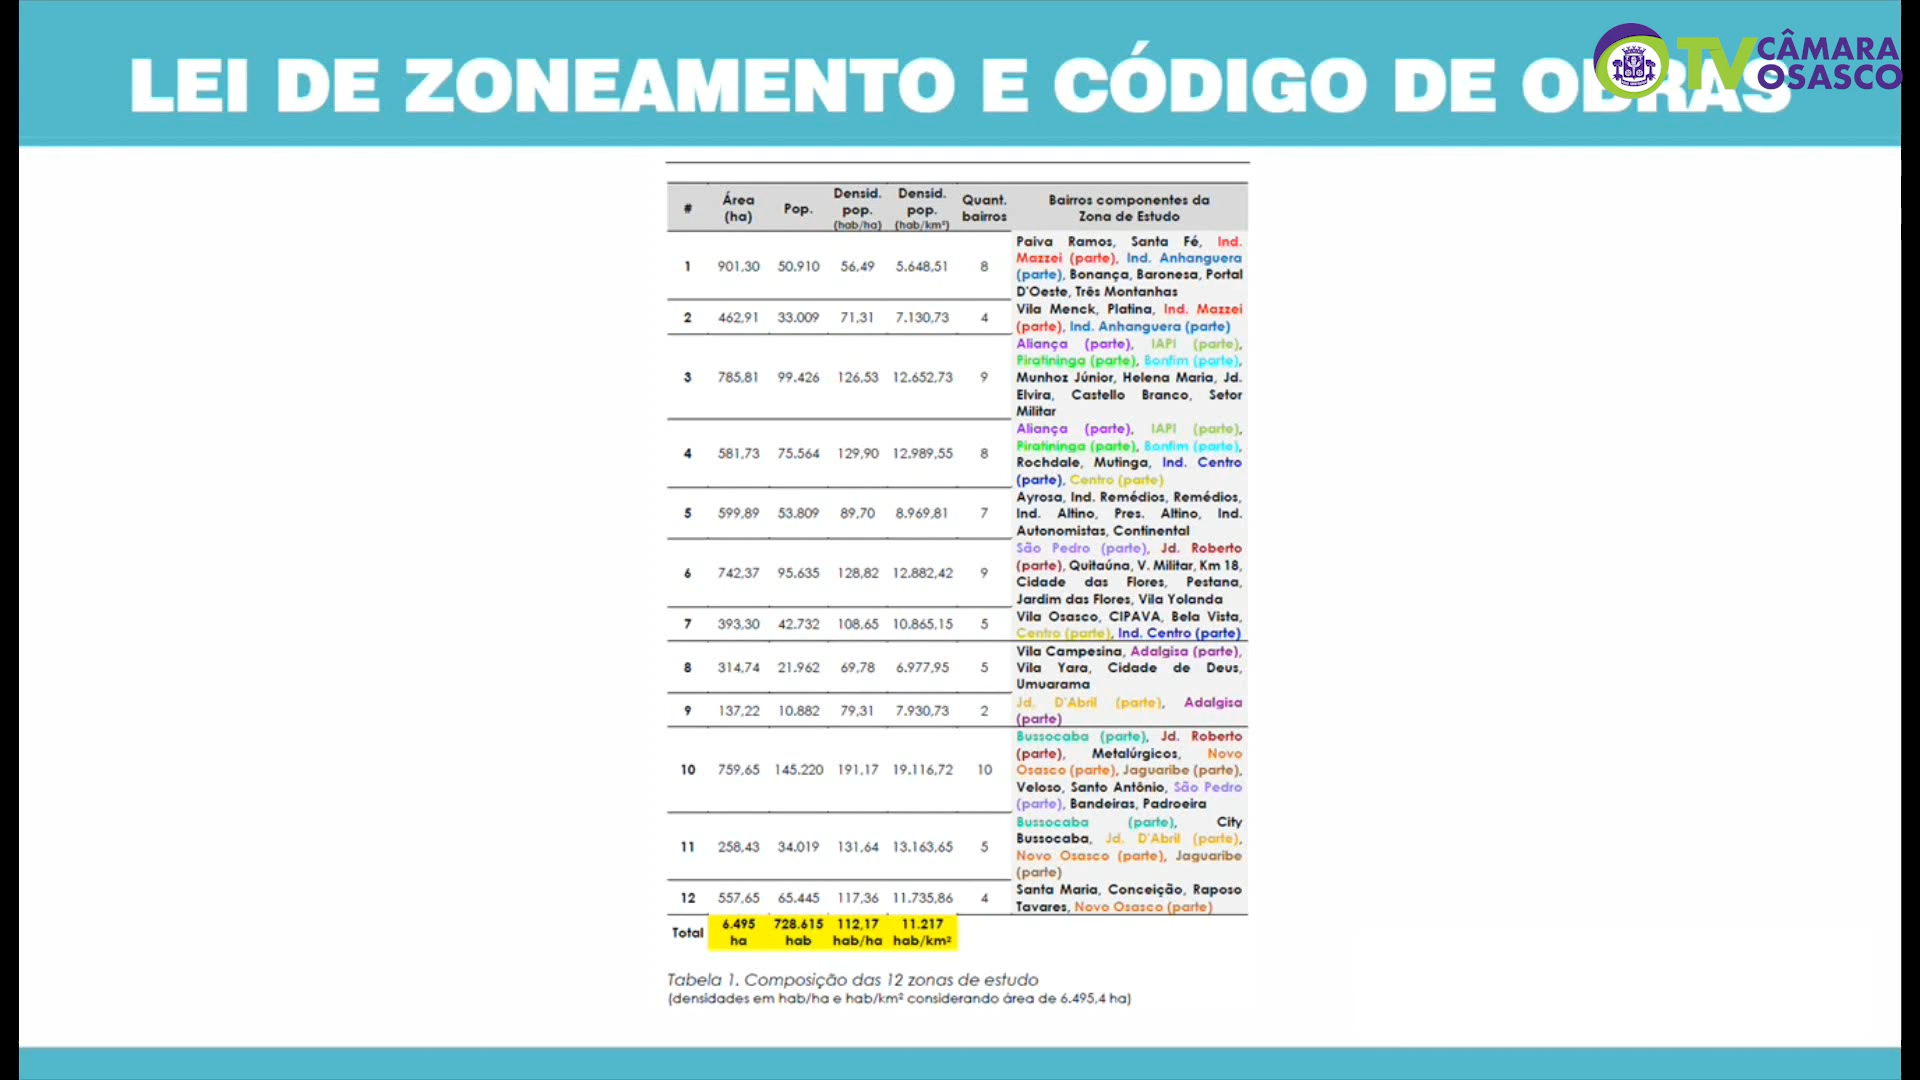 LEI DE ZONEAMENTO E CÓDIGO DE OBRAS
TV CÂMARA
OSASCO
# Área (ha) Pop. Densid. pop. (hab/ha) Densid. pop. (hab/km²) Quant. bairros Bairros componentes da Zona de Estudo
1 901,30 50.910 56,49 5.648,51 8 Paiva Ramos, Santa Fé, Ind.
Mazzei (parte), Ind. Anhanguera
(parte), Bonança, Baronesa, Portal
D'Oeste, Três Montanhas
2 462,91 33.009 71,31 7.130,73 4 Vila Menck, Platina, Ind. Mazzei
(parte), Ind. Anhanguera (parte)
3 785,81 99.426 126,53 12.652,73 9 Aliança (parte), IAPI (parte),
Piratininga (parte), Bonfim (parte),
Munhoz Júnior, Helena Maria, Jd.
Elvira, Castello Branco, Setor
Militar
4 581,73 75.564 129,90 12.989,55 8 Aliança (parte), IAPI (parte),
Piratininga (parte), Bonfim (parte),
Rochdale, Mutinga, Ind. Centro
(parte), Centro (parte)
5 599,89 53.809 89,70 8.969,81 7 Ayrosa, Ind. Remédios, Remédios,
Ind. Altino, Pres. Altino, Ind.
Autonomistas, Continental
6 742,37 95.635 128,82 12.882,42 9 São Pedro (parte), Jd. Roberto
(parte), Quitaúna, V. Militar, Km 18,
Cidade das Flores, Pestana,
Jardim das Flores, Vila Yolanda
7 393,30 42.732 108,65 10.865,15 5 Vila Osasco, CIPAVA, Bela Vista,
Centro (parte), Ind. Centro (parte)
8 314,74 21.962 69,78 6.977,95 5 Vila Campesina, Adalgisa (parte),
Vila Yara, Cidade de Deus,
Umuarama
9 137,22 10.882 79,31 7.930,73 2 Jd. D'Abril (parte), Adalgisa
(parte)
10 759,65 145.220 191,17 19.116,72 10 Bussocaba (parte), Jd. Roberto
(parte), Metalúrgicos, Novo
Osasco (parte), Jaguaribe (parte),
Veloso, Santo Antônio, São Pedro
(parte), Bandeiras, Padroeira
11 258,43 34.019 131,64 13.163,65 5 Bussocaba (parte), City
Bussocaba, Jd. D'Abril (parte),
Novo Osasco (parte), Jaguaribe
(parte)
12 557,65 65.445 117,36 11.735,86 4 Santa Maria, Conceição, Raposo
Tavares, Novo Osasco (parte)
Total 6.495 ha 728.615 hab 112,17 hab/ha 11.217 hab/km²
Tabela 1. Composição das 12 zonas de estudo
(densidades em hab/ha e hab/km² considerando área de 6.495,4 ha)